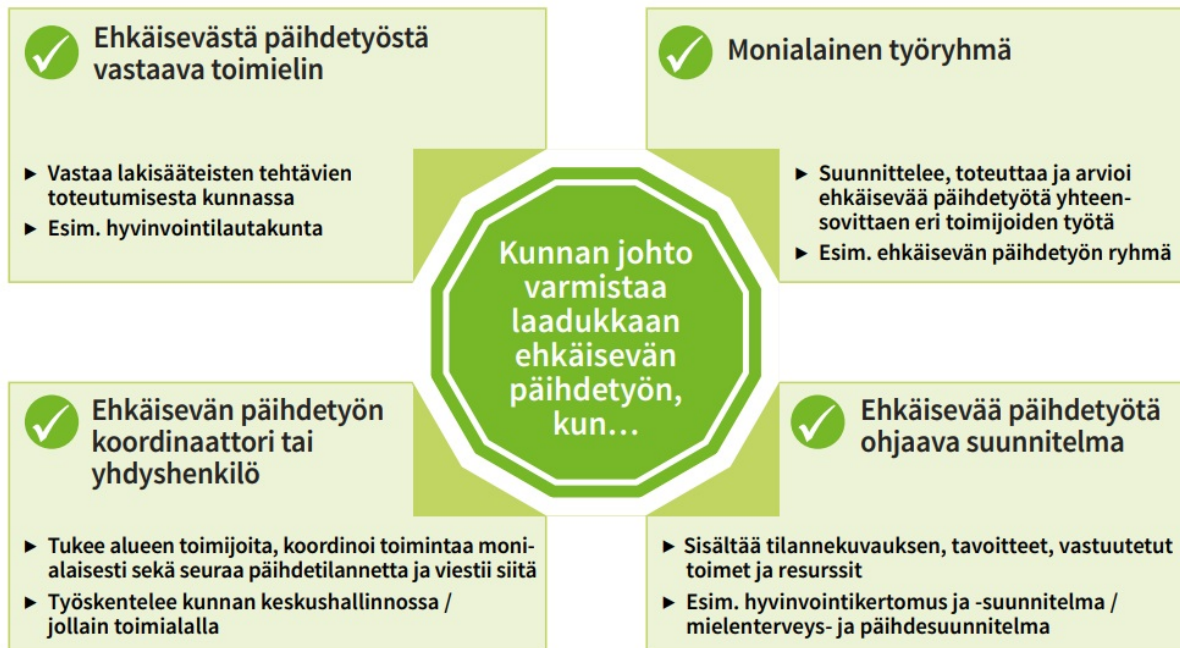 Ehkäisevästä päihdetyöstä
vastaava toimielin
► Vastaa lakisääteisten tehtävien
toteutumisesta kunnassa
► Esim. hyvinvointilautakunta
Monialainen työryhmä
► Suunnittelee, toteuttaa ja arvioi
ehkäisevää päihdetyötä yhteen-
sovittaen eri toimijoiden työtä
► Esim. ehkäisevän päihdetyön ryhmä
Kunnan johto
varmistaa
laadukkaan
ehkäisevän
päihdetyön,
kun...
Ehkäisevän päihdetyön
koordinaattori tai
yhdyshenkilö
► Tukee alueen toimijoita, koordinoi toimintaa moni-
alaisesti sekä seuraa päihdetilannetta ja viestii siitä
► Työskentelee kunnan keskushallinnossa /
jollain toimialalla
Ehkäisevää päihdetyötä
ohjaava suunnitelma
► Sisältää tilannekuvauksen, tavoitteet, vastuutetut
toimet ja resurssit
► Esim. hyvinvointikertomus ja -suunnitelma /
mielenterveys- ja päihdesuunnitelma